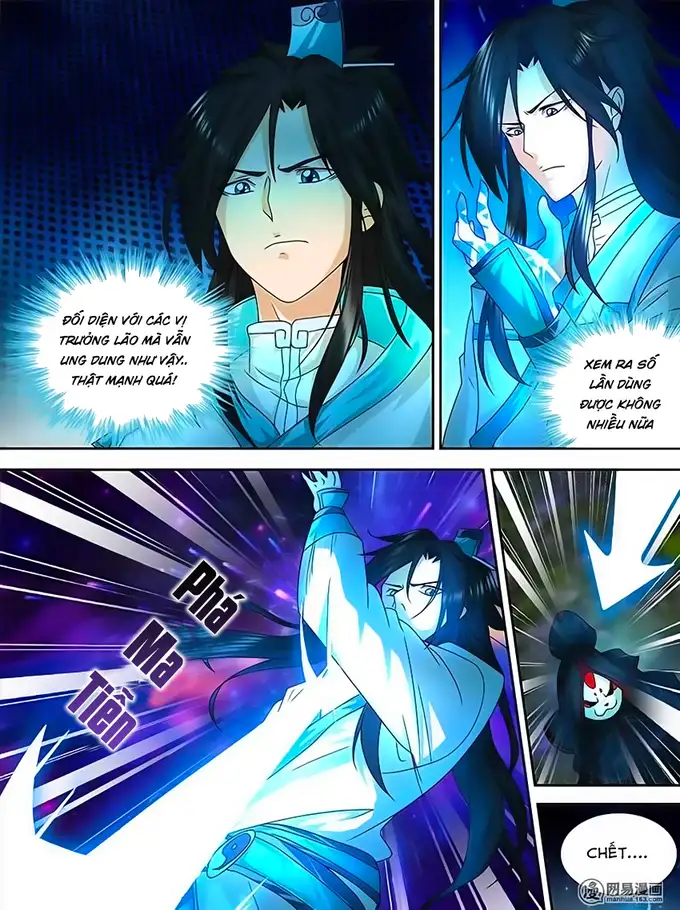 ĐỐI DIỆN VỚI CÁC VỊ
TRƯỞNG LÃO MÀ VẪN
UNG DUNG NHƯ VẬY..
THẬT MẠNH QUÁ!
XEM RA SỐ
LẦN DÙNG
ĐƯỢC KHÔNG
NHIỀU NỮA
Phá
Ma
Tiền
CHẾT....
网易漫画
manhua.163.com